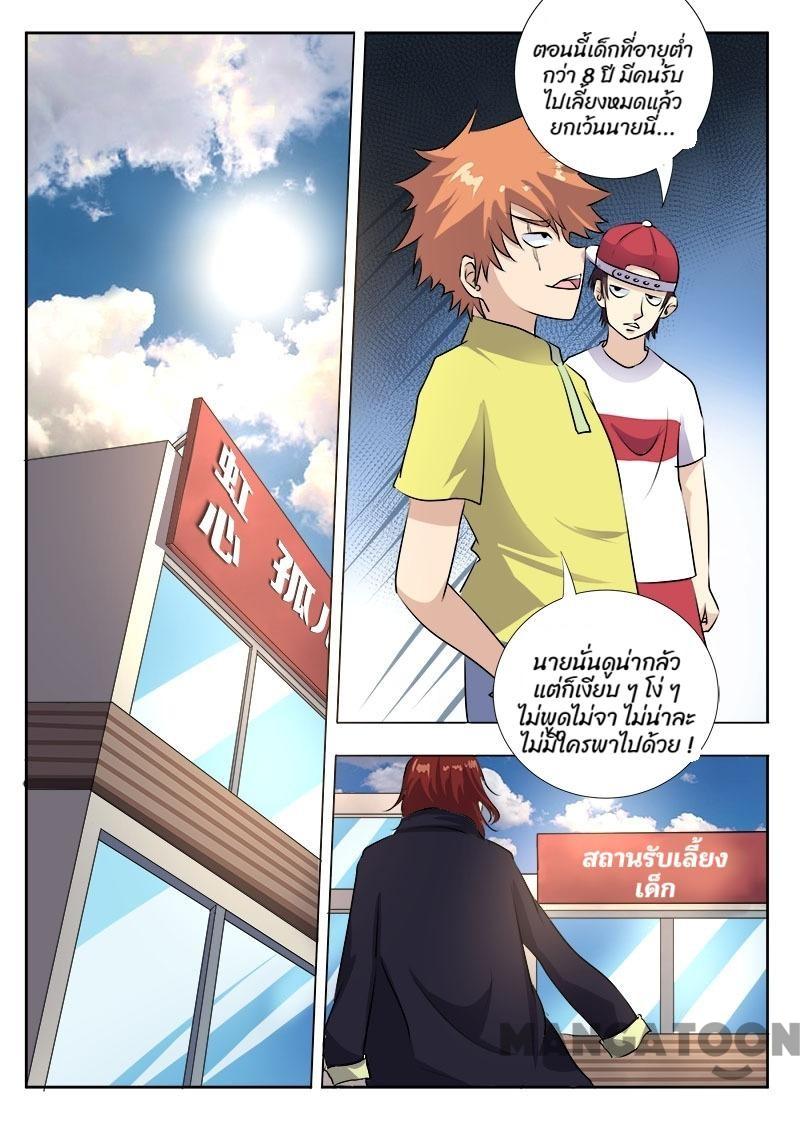 ตอนนี้เด็กที่อายุต่ำ
กว่า 8 ปี มีคนรับ
ไปเลี้ยงหมดแล้ว
ยกเว้นนายนี่...
虹心 孤儿
นายนั่นดูน่ากลัว
แต่ก็เงียบ ๆ โง่ ๆ
ไม่พูดไม่จา ไม่น่าละ
ไม่มีใครพาไปด้วย !
สถานรับเลี้ยง
เด็ก
MANGATOON